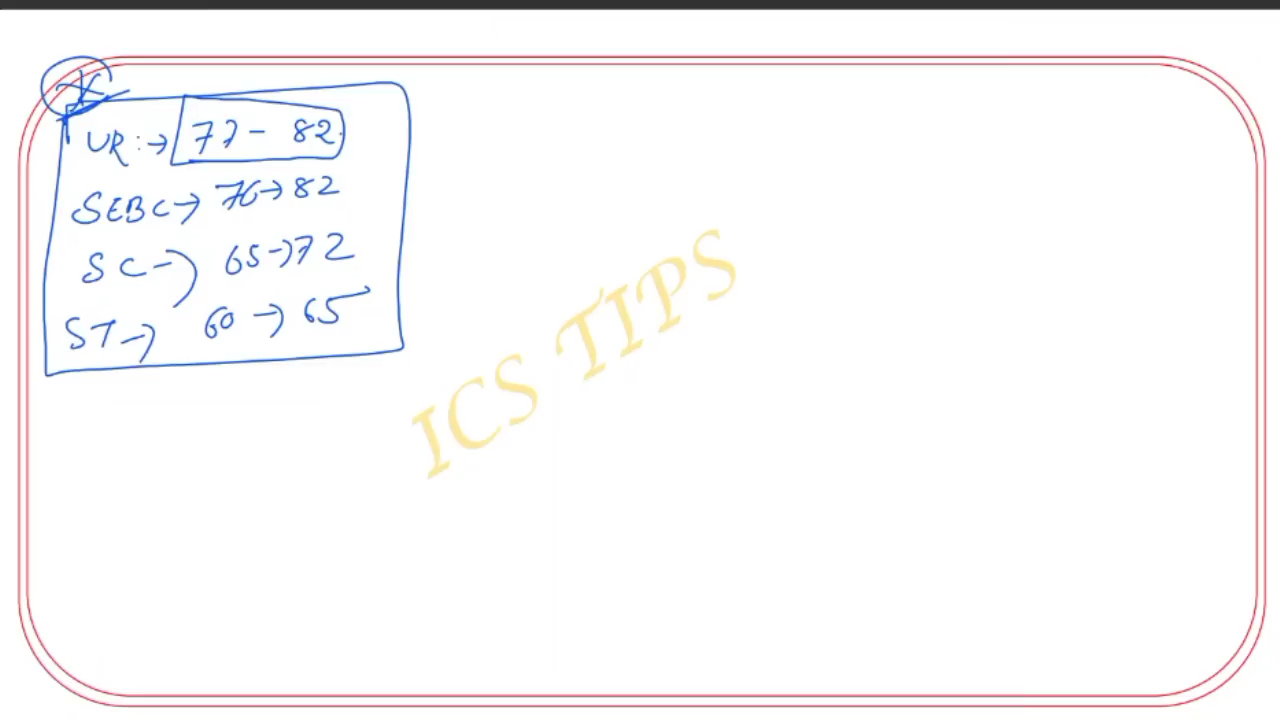 UR :→ 77 - 82
SEBC → 76 → 82
SC → 65 → 72
ST → 60 → 65
ICS TIPS